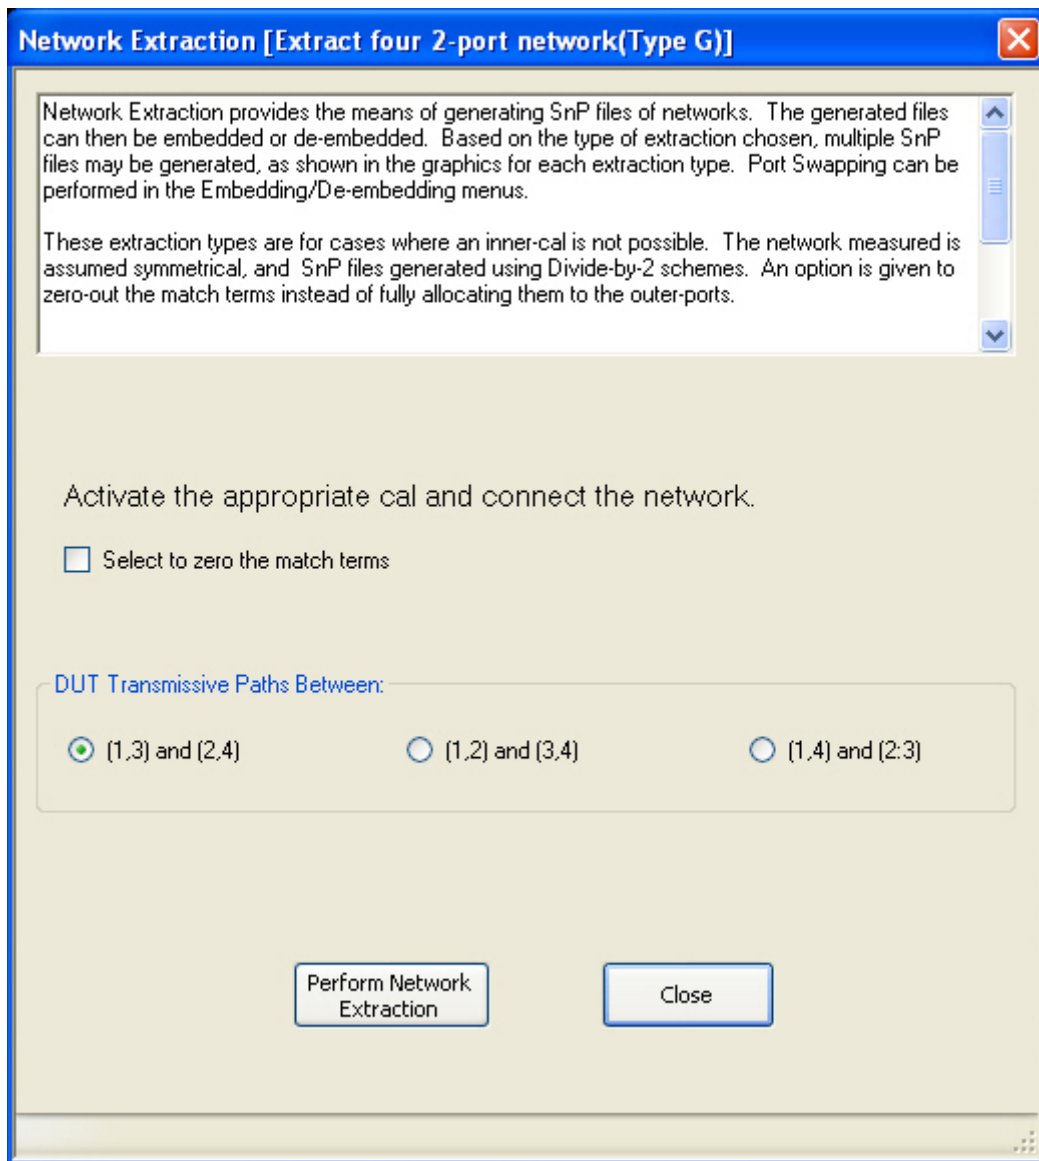 Network Extraction [Extract four 2-port network(Type G)]
Network Extraction provides the means of generating SnP files of networks.  The generated files
can then be embedded or de-embedded.  Based on the type of extraction chosen, multiple SnP
files may be generated, as shown in the graphics for each extraction type.  Port Swapping can be
performed in the Embedding/De-embedding menus.
These extraction types are for cases where an inner-cal is not possible.  The network measured is
assumed symmetrical, and  SnP files generated using Divide-by-2 schemes.  An option is given to
zero-out the match terms instead of fully allocating them to the outer-ports.
Activate the appropriate cal and connect the network.
Select to zero the match terms
DUT Transmissive Paths Between:
(1,3) and (2,4)
(1,2) and (3,4)
(1,4) and (2:3)
Perform Network
Extraction
Close